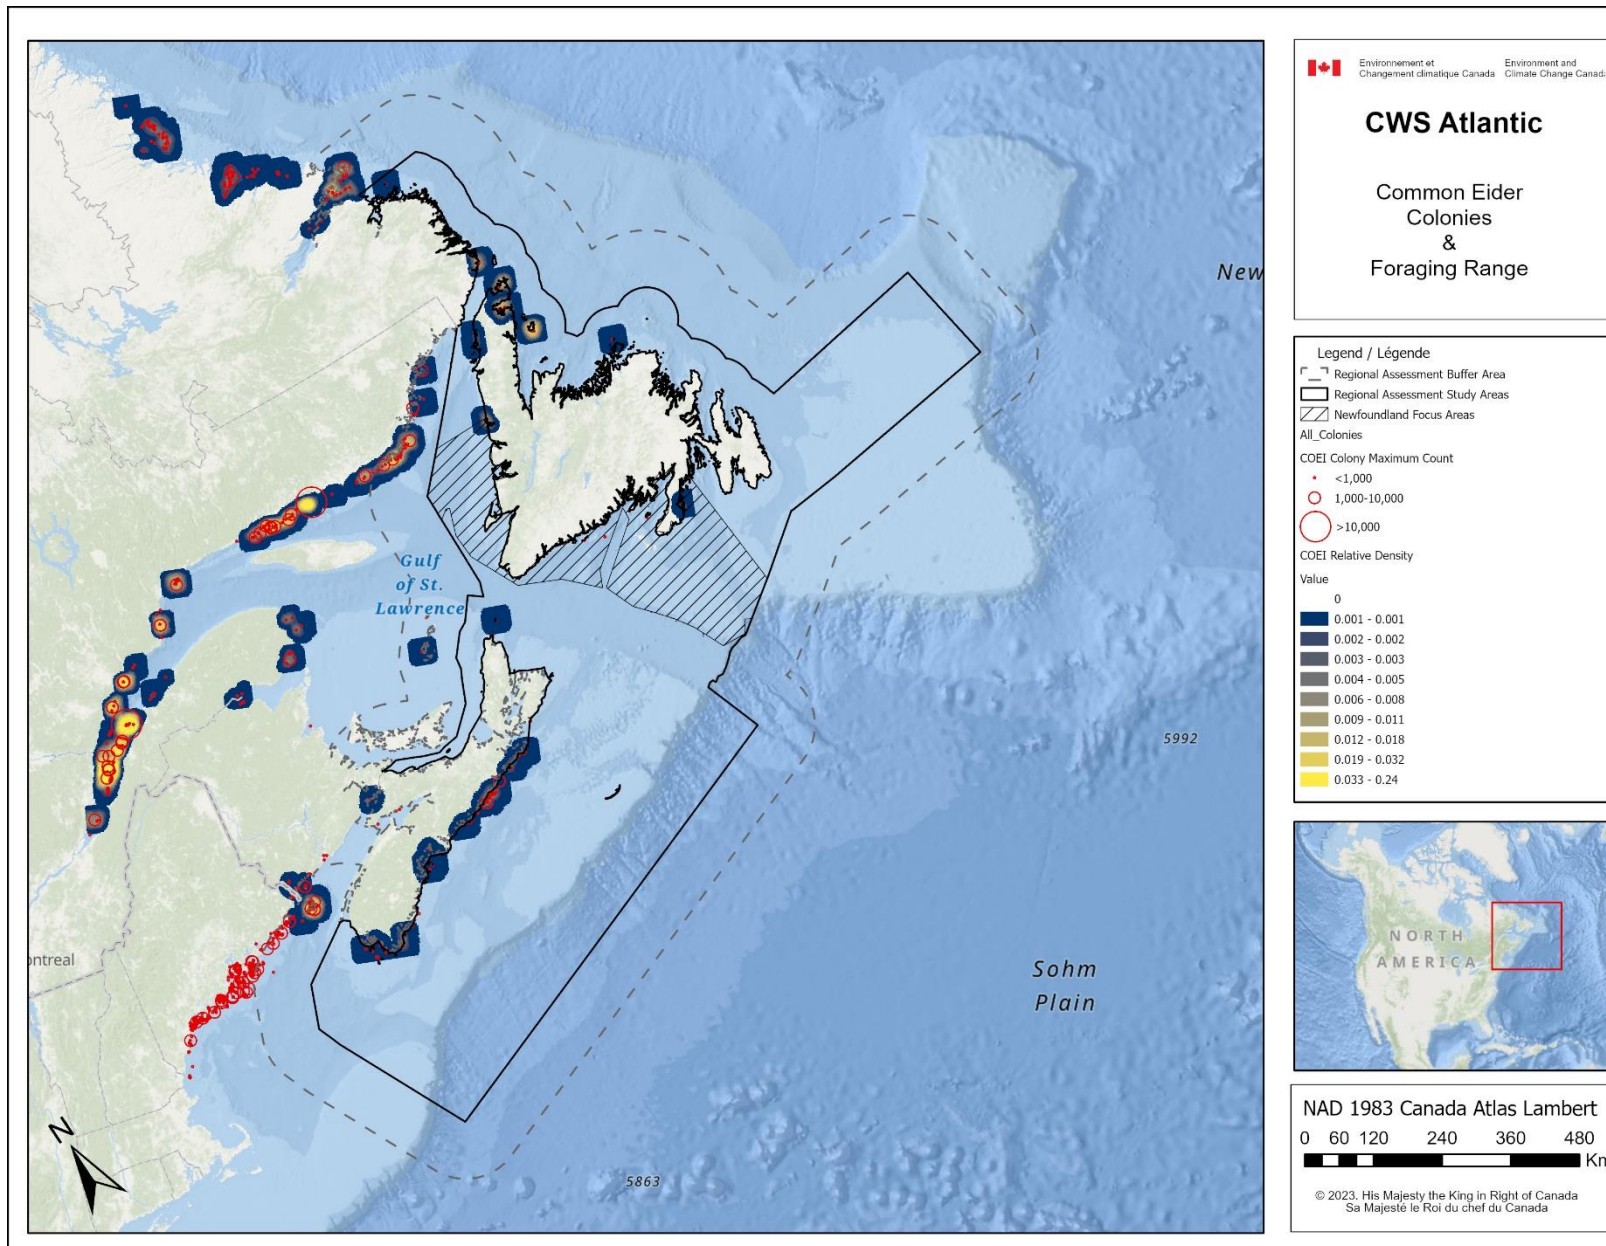 New
Gulf
of St.
Lawrence
5992
ontreal
Sohm
Plain
5863
N
Environnement et
Changement climatique Canada
Environment and
Climate Change Canada
CWS Atlantic
Common Eider
Colonies
&
Foraging Range
Legend / Légende
Regional Assessment Buffer Area
Regional Assessment Study Areas
Newfoundland Focus Areas
All_Colonies
COEI Colony Maximum Count
<1,000
1,000-10,000
>10,000
COEI Relative Density
Value
0
0.001 - 0.001
0.002 - 0.002
0.003 - 0.003
0.004 - 0.005
0.006 - 0.008
0.009 - 0.011
0.012 - 0.018
0.019 - 0.032
0.033 - 0.24
NORTH
AMERICA
NAD 1983 Canada Atlas Lambert
0 60 120 240 360 480
Km
© 2023. His Majesty the King in Right of Canada
Sa Majesté le Roi du chef du Canada